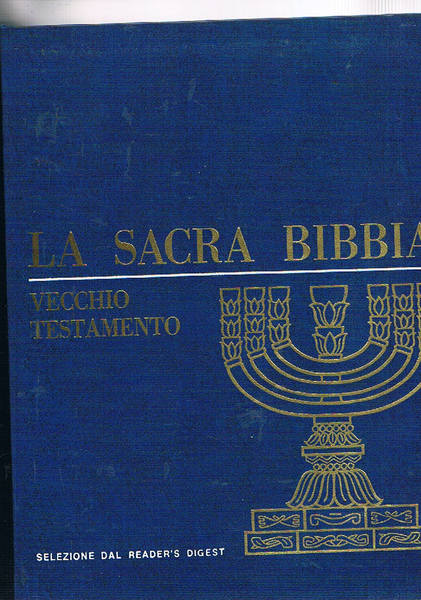 LA SACRA BIBBIA
VECCHIO
TESTAMENTO
SELEZIONE DAL READER'S DIGEST